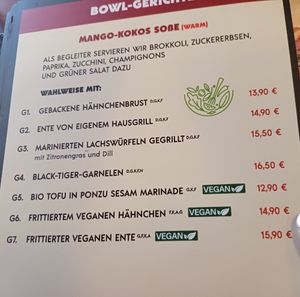 BOWL-GERICHTE
MANGO-KOKOS SOßE (WARM)
ALS BEGLEITER SERVIEREN WIR BROKKOLI, ZUCKERERBSEN,
PAPRIKA, ZUCCHINI, CHAMPIGNONS
UND GRÜNER SALAT DAZU
WAHLWEISE MIT:
G1. GEBACKENE HÄHNCHENBRUST D,G,K,F 13,90 €
G2. ENTE VON EIGENEM HAUSGRILL D,G,K,F 14,90 €
G3. MARINIERTEN LACHSWÜRFELN GEGRILLT D,G,K,F 15,50 €
mit Zitronengras und Dill
G4. BLACK-TIGER-GARNELEN D,G,K,F,N 16,50 €
G5. BIO TOFU IN PONZU SESAM MARINADE G,K,F VEGAN 12,90 €
G6. FRITTIERTEM VEGANEN HÄHNCHEN F,K,A,G VEGAN 14,90 €
G7. FRITTIERTER VEGANEN ENTE G,F,K,A VEGAN 15,90 €